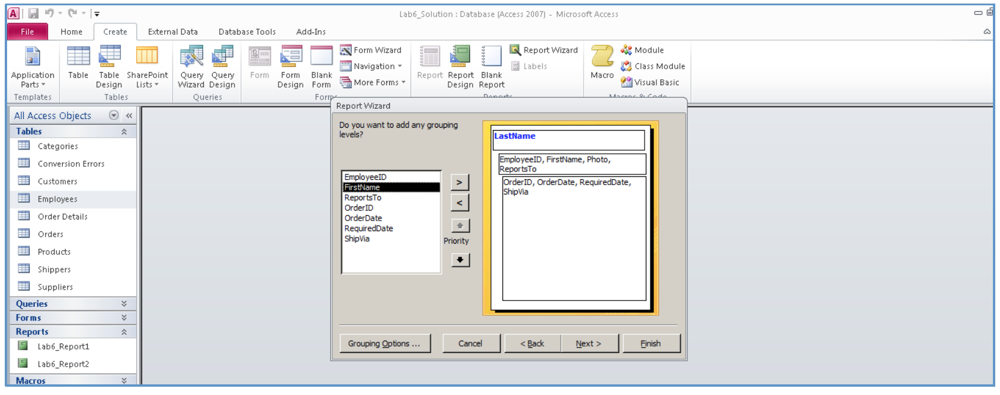 Lab6_Solution : Database (Access 2007) - Microsoft Access
File Home Create External Data Database Tools Add-Ins
Application Parts
Table
Table Design
SharePoint Lists
Query Wizard
Query Design
Form
Form Design
Blank Form
Form Wizard
Navigation
More Forms
Report
Report Design
Blank Report
Report Wizard
Labels
Macro
Module
Class Module
Visual Basic
Templates Tables Queries Forms Reports Macros & Code
All Access Objects
Tables
Categories
Conversion Errors
Customers
Employees
Order Details
Orders
Products
Shippers
Suppliers
Queries
Forms
Reports
Lab6_Report1
Lab6_Report2
Macros
Report Wizard
Do you want to add any grouping
levels?
EmployeeID
FirstName
ReportsTo
OrderID
OrderDate
RequiredDate
ShipVia
>
<
Priority
LastName
EmployeeID, FirstName, Photo,
ReportsTo
OrderID, OrderDate, RequiredDate,
ShipVia
Grouping Options ... Cancel < Back Next > Finish